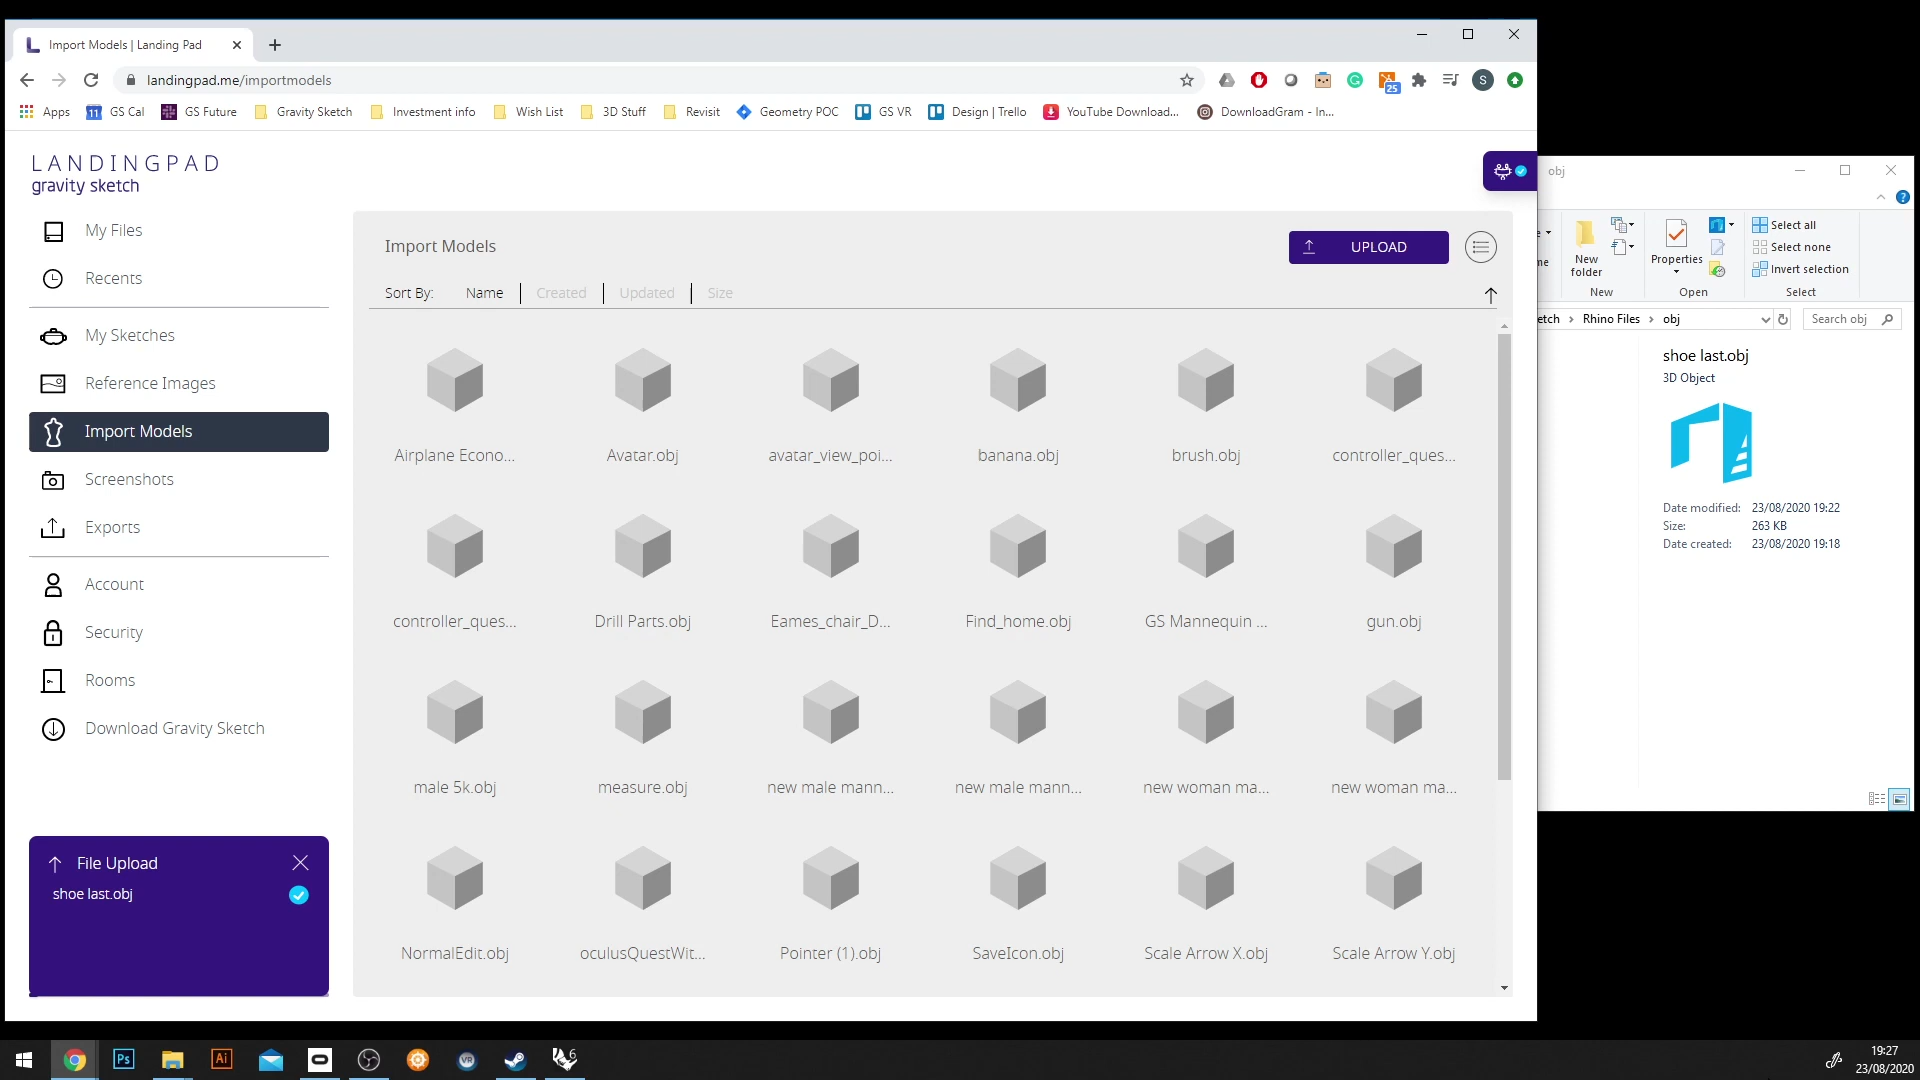 Import Models | Landing Pad
landingpad.me/importmodels
25
S
Apps
11
GS Cal
GS Future
Gravity Sketch
Investment info
Wish List
3D Stuff
Revisit
Geometry POC
GS VR
Design | Trello
YouTube Download...
DownloadGram - In...
LANDINGPAD
gravity sketch
My Files
Recents
My Sketches
Reference Images
Import Models
Screenshots
Exports
Account
Security
Rooms
Download Gravity Sketch
File Upload
shoe last.obj
Import Models
UPLOAD
Sort By: Name Created Updated Size
Airplane Econo...
Avatar.obj
avatar_view_poi...
banana.obj
brush.obj
controller_ques...
controller_ques...
Drill Parts.obj
Eames_chair_D...
Find_home.obj
GS Mannequin ...
gun.obj
male 5k.obj
measure.obj
new male mann...
new male mann...
new woman ma...
new woman ma...
NormalEdit.obj
oculusQuestWit...
Pointer (1).obj
SaveIcon.obj
Scale Arrow X.obj
Scale Arrow Y.obj
obj
?
New
folder
New
Properties
Open
Select all
Select none
Invert selection
Select
etch › Rhino Files › obj
Search obj
shoe last.obj
3D Object
Date modified: 23/08/2020 19:22
Size: 263 KB
Date created: 23/08/2020 19:18
Ps
Ai
VR
6
19:27
23/08/2020